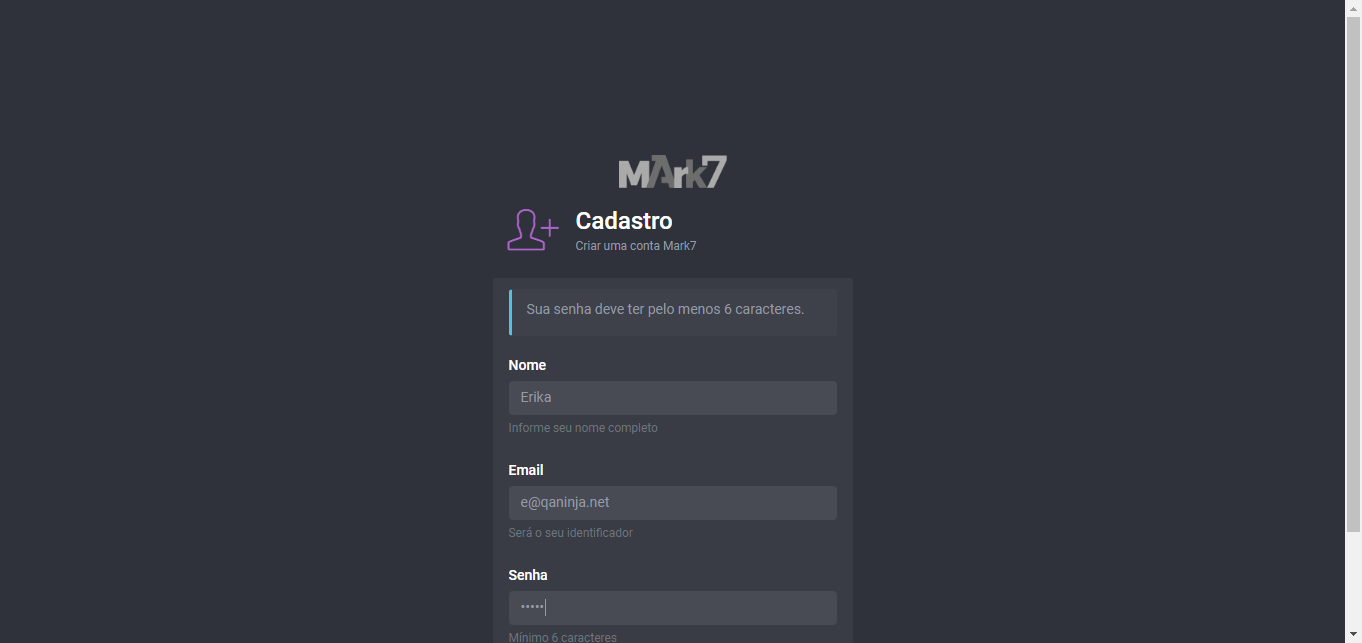 MArk7
Cadastro
Criar uma conta Mark7
Sua senha deve ter pelo menos 6 caracteres.
Nome
Erika
Informe seu nome completo
Email
e@qaninja.net
Será o seu identificador
Senha
•••••
Mínimo 6 caracteres